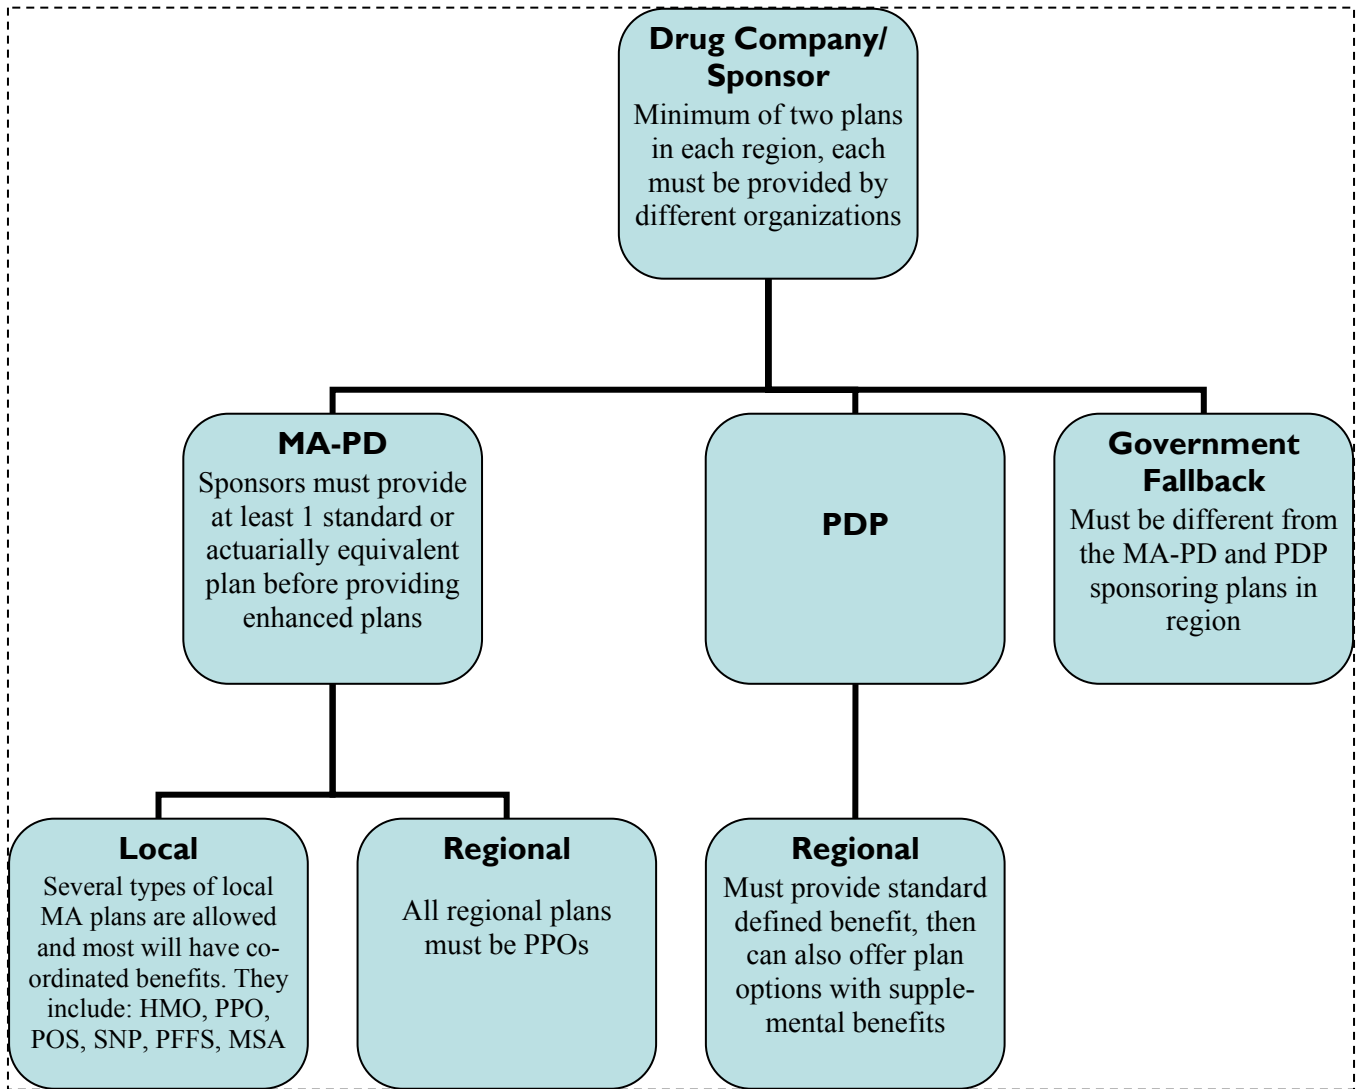 Drug Company/
Sponsor
Minimum of two plans
in each region, each
must be provided by
different organizations
MA-PD
Sponsors must provide
at least 1 standard or
actuarially equivalent
plan before providing
enhanced plans
PDP
Government
Fallback
Must be different from
the MA-PD and PDP
sponsoring plans in
region
Local
Several types of local
MA plans are allowed
and most will have co-
ordinated benefits. They
include: HMO, PPO,
POS, SNP, PFFS, MSA
Regional
All regional plans
must be PPOs
Regional
Must provide standard
defined benefit, then
can also offer plan
options with supple-
mental benefits